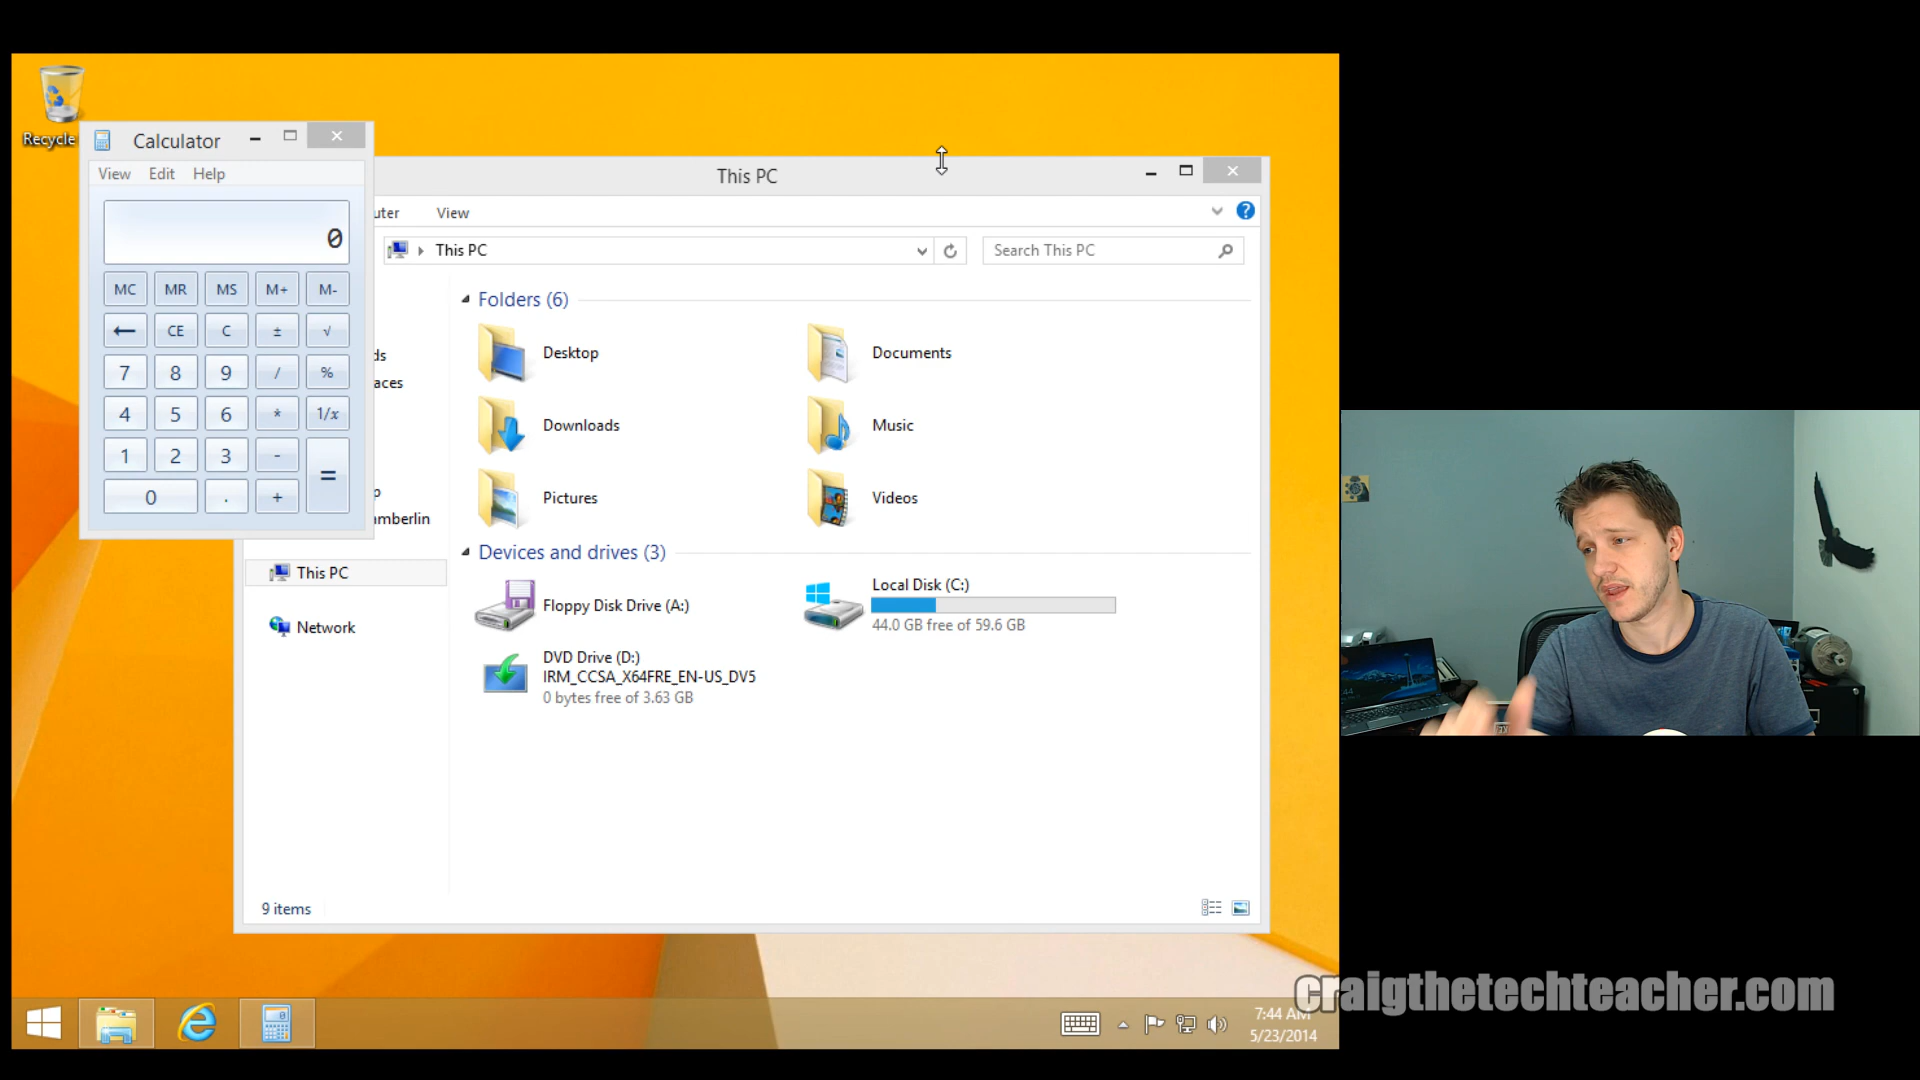 Recycle
Calculator
View Edit Help
0
MC MR MS M+ M-
← CE C ± √
7 8 9 / %
4 5 6 * 1/x
1 2 3 -
=
0 . +
This PC
uter View
This PC
Search This PC
ds
aces
p
mberlin
This PC
Network
Folders (6)
Desktop
Documents
Downloads
Music
Pictures
Videos
Devices and drives (3)
Floppy Disk Drive (A:)
Local Disk (C:)
44.0 GB free of 59.6 GB
DVD Drive (D:)
IRM_CCSA_X64FRE_EN-US_DV5
0 bytes free of 3.63 GB
9 items
7:44 AM
5/23/2014
craigthetechteacher.com